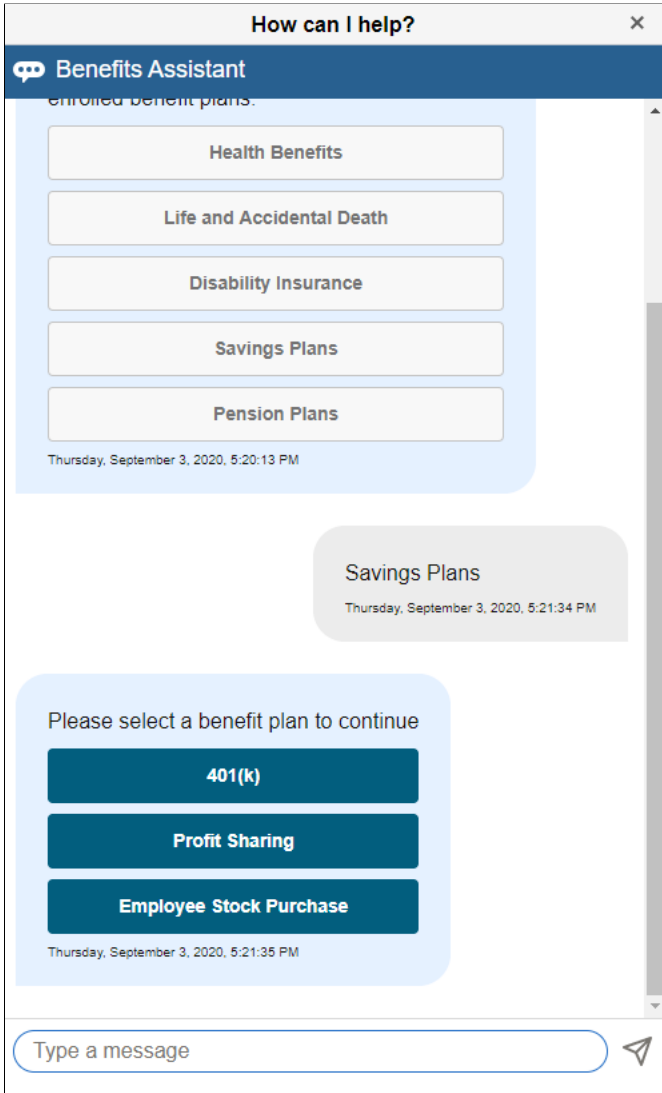 How can I help?
Benefits Assistant
enrolled benefit plans.
Health Benefits
Life and Accidental Death
Disability Insurance
Savings Plans
Pension Plans
Thursday, September 3, 2020, 5:20:13 PM
Savings Plans
Thursday, September 3, 2020, 5:21:34 PM
Please select a benefit plan to continue
401(k)
Profit Sharing
Employee Stock Purchase
Thursday, September 3, 2020, 5:21:35 PM
Type a message